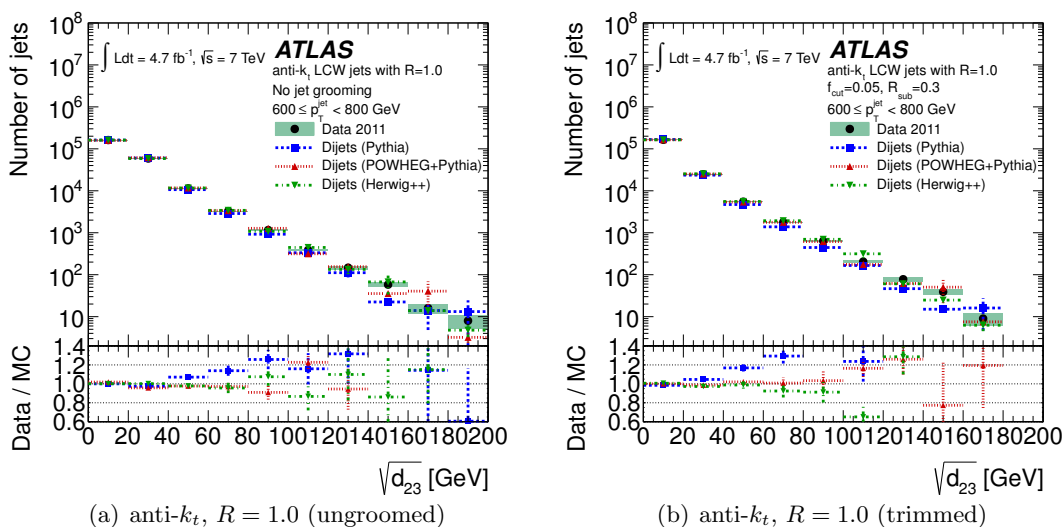 Number of jets
10^8
10^7
10^6
10^5
10^4
10^3
10^2
10
∫ Ldt = 4.7 fb^-1, √s = 7 TeV
ATLAS
anti-k_t LCW jets with R=1.0
No jet grooming
600 ≤ p_T^jet < 800 GeV
Data 2011
Dijets (Pythia)
Dijets (POWHEG+Pythia)
Dijets (Herwig++)
Data / MC
1.4
1.2
1.0
0.8
0.6
0 20 40 60 80 100 120 140 160 180 200
√d_23 [GeV]
(a) anti-k_t, R = 1.0 (ungroomed)
Number of jets
10^8
10^7
10^6
10^5
10^4
10^3
10^2
10
∫ Ldt = 4.7 fb^-1, √s = 7 TeV
ATLAS
anti-k_t LCW jets with R=1.0
f_cut=0.05, R_sub=0.3
600 ≤ p_T^jet < 800 GeV
Data 2011
Dijets (Pythia)
Dijets (POWHEG+Pythia)
Dijets (Herwig++)
Data / MC
1.4
1.2
1.0
0.8
0.6
0 20 40 60 80 100 120 140 160 180 200
√d_23 [GeV]
(b) anti-k_t, R = 1.0 (trimmed)